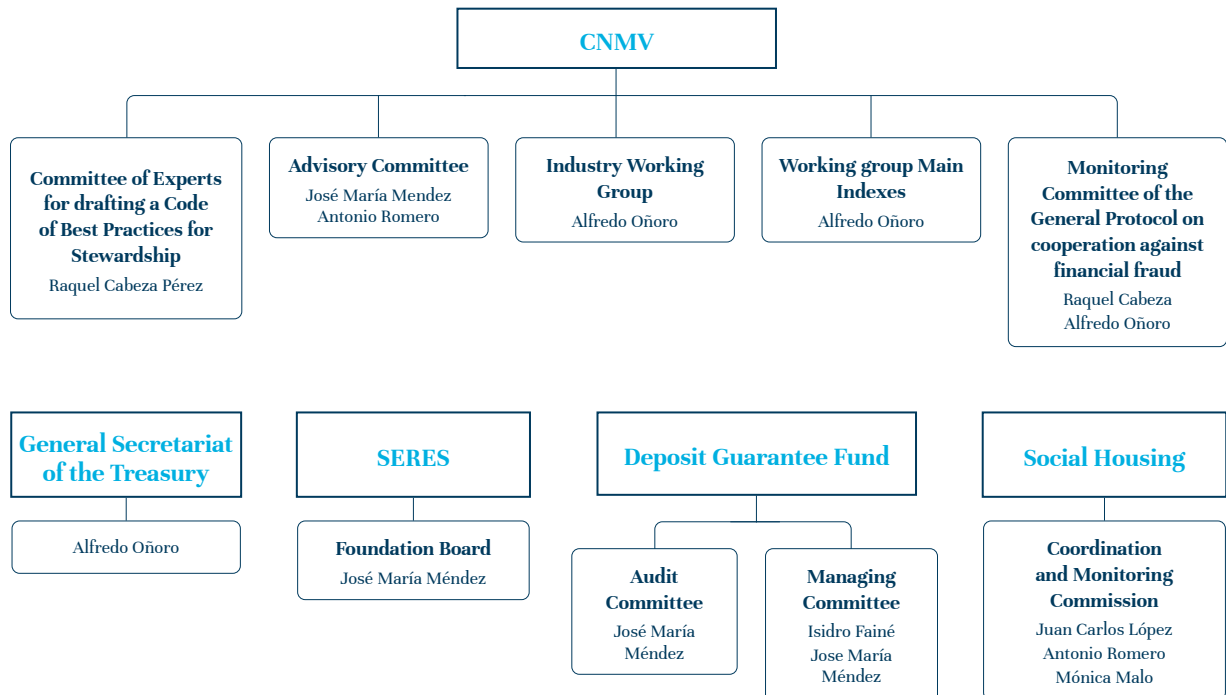 CNMV
Committee of Experts
for drafting a Code
of Best Practices for
Stewardship
Raquel Cabeza Pérez
Advisory Committee
José María Mendez
Antonio Romero
Industry Working
Group
Alfredo Oñoro
Working group Main
Indexes
Alfredo Oñoro
Monitoring
Committee of the
General Protocol on
cooperation against
financial fraud
Raquel Cabeza
Alfredo Oñoro
General Secretariat
of the Treasury
Alfredo Oñoro
SERES
Foundation Board
José María Méndez
Deposit Guarantee Fund
Audit
Committee
José María
Méndez
Managing
Committee
Isidro Fainé
Jose María
Méndez
Social Housing
Coordination
and Monitoring
Commission
Juan Carlos López
Antonio Romero
Mónica Malo